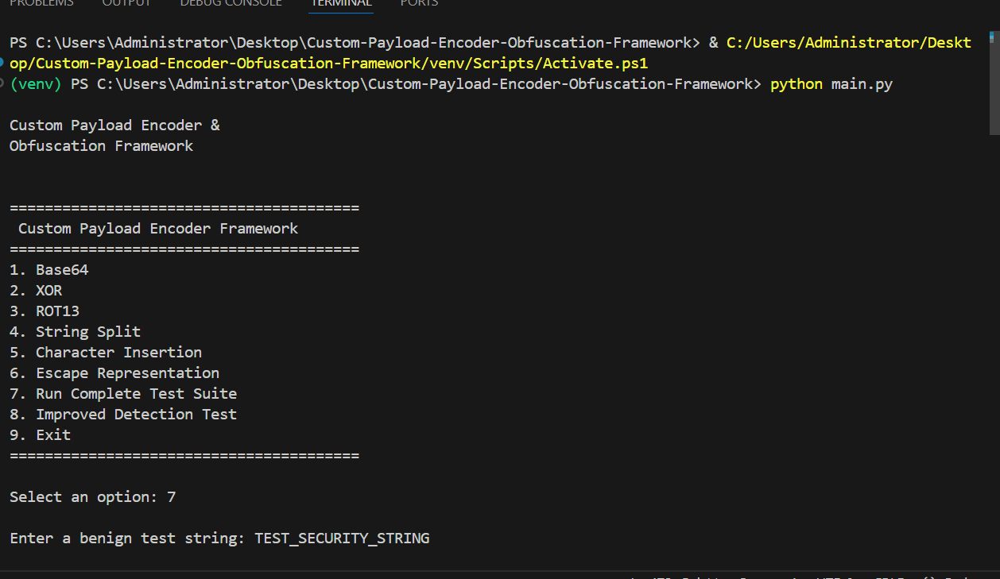 PROBLEMS OUTPUT DEBUG CONSOLE TERMINAL PORTS
PS C:\Users\Administrator\Desktop\Custom-Payload-Encoder-Obfuscation-Framework> & C:/Users/Administrator/Deskt
op/Custom-Payload-Encoder-Obfuscation-Framework/venv/Scripts/Activate.ps1
(venv) PS C:\Users\Administrator\Desktop\Custom-Payload-Encoder-Obfuscation-Framework> python main.py
Custom Payload Encoder &
Obfuscation Framework
========================================
Custom Payload Encoder Framework
========================================
1. Base64
2. XOR
3. ROT13
4. String Split
5. Character Insertion
6. Escape Representation
7. Run Complete Test Suite
8. Improved Detection Test
9. Exit
========================================
Select an option: 7
Enter a benign test string: TEST_SECURITY_STRING